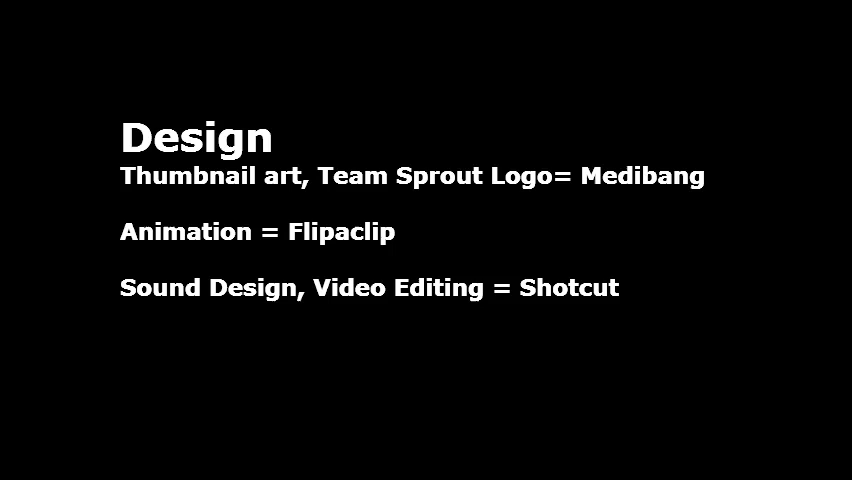 Design
Thumbnail art, Team Sprout Logo= Medibang
Animation = Flipaclip
Sound Design, Video Editing = Shotcut